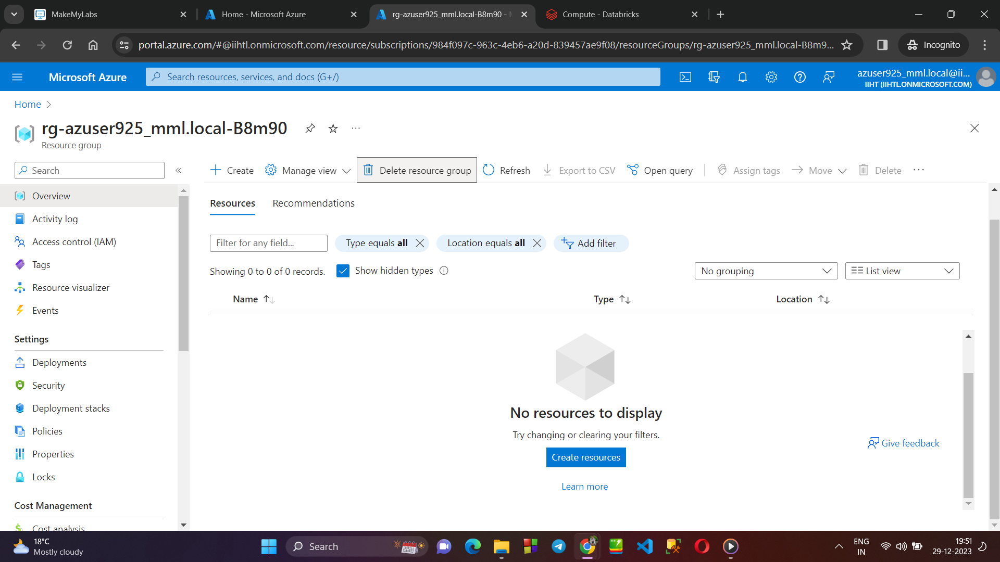 MakeMyLabs
Home - Microsoft Azure
rg-azuser925_mml.local-B8m90 -
Compute - Databricks
portal.azure.com/#@iihtl.onmicrosoft.com/resource/subscriptions/984f097c-963c-4eb6-a20d-839457ae9f08/resourceGroups/rg-azuser925_mml.local-B8m9...
Incognito
Microsoft Azure
Search resources, services, and docs (G+/)
azuser925_mml.local@ii...
IIHT (IIHTL.ONMICROSOFT.COM)
Home
rg-azuser925_mml.local-B8m90
Resource group
Search
Create
Manage view
Delete resource group
Refresh
Export to CSV
Open query
Assign tags
Move
Delete
Overview
Activity log
Access control (IAM)
Tags
Resource visualizer
Events
Settings
Deployments
Security
Deployment stacks
Policies
Properties
Locks
Cost Management
Cost analysis
Resources
Recommendations
Filter for any field...
Type equals all
Location equals all
Add filter
Showing 0 to 0 of 0 records.
Show hidden types
No grouping
List view
Name
Type
Location
No resources to display
Try changing or clearing your filters.
Create resources
Learn more
Give feedback
18°C
Mostly cloudy
Search
ENG
IN
19:51
29-12-2023